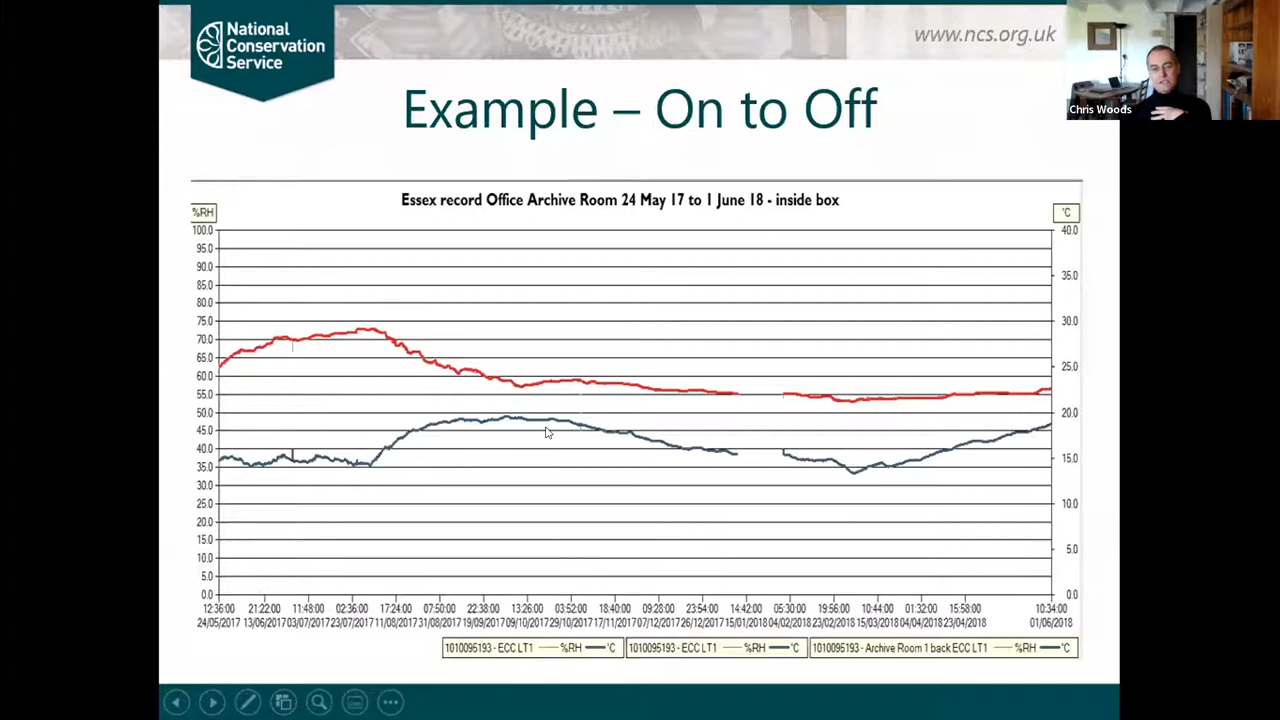 National
Conservation
Service
www.ncs.org.uk
Chris Woods
Example – On to Off
Essex record Office Archive Room 24 May 17 to 1 June 18 - inside box
%RH
°C
100.0
95.0
90.0
85.0
80.0
75.0
70.0
65.0
60.0
55.0
50.0
45.0
40.0
35.0
30.0
25.0
20.0
15.0
10.0
5.0
0.0
40.0
35.0
30.0
25.0
20.0
15.0
10.0
5.0
0.0
12:36:00 21:22:00 11:48:00 02:36:00 17:24:00 07:50:00 22:38:00 13:26:00 03:52:00 18:40:00 09:28:00 23:54:00 14:42:00 05:30:00 19:56:00 10:44:00 01:32:00 15:58:00 10:34:00
24/05/2017 13/06/2017 03/07/2017 23/07/2017 11/08/2017 31/08/2017 19/09/2017 09/10/2017 29/10/2017 17/11/2017 07/12/2017 26/12/2017 15/01/2018 04/02/2018 23/02/2018 15/03/2018 04/04/2018 23/04/2018 01/06/2018
1010095193 - ECC LT1 %RH °C
1010095193 - ECC LT1 %RH °C
1010095193 - Archive Room 1 back ECC LT1 %RH °C